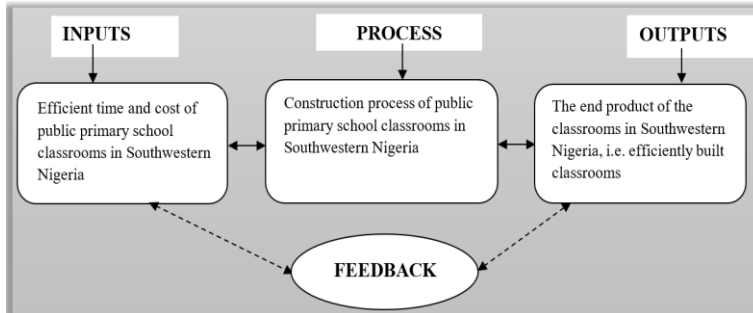 INPUTS
PROCESS
OUTPUTS
Efficient time and cost of
public primary school
classrooms in Southwestern
Nigeria
Construction process of public
primary school classrooms in
Southwestern Nigeria
The end product of the
classrooms in Southwestern
Nigeria, i.e. efficiently built
classrooms
FEEDBACK